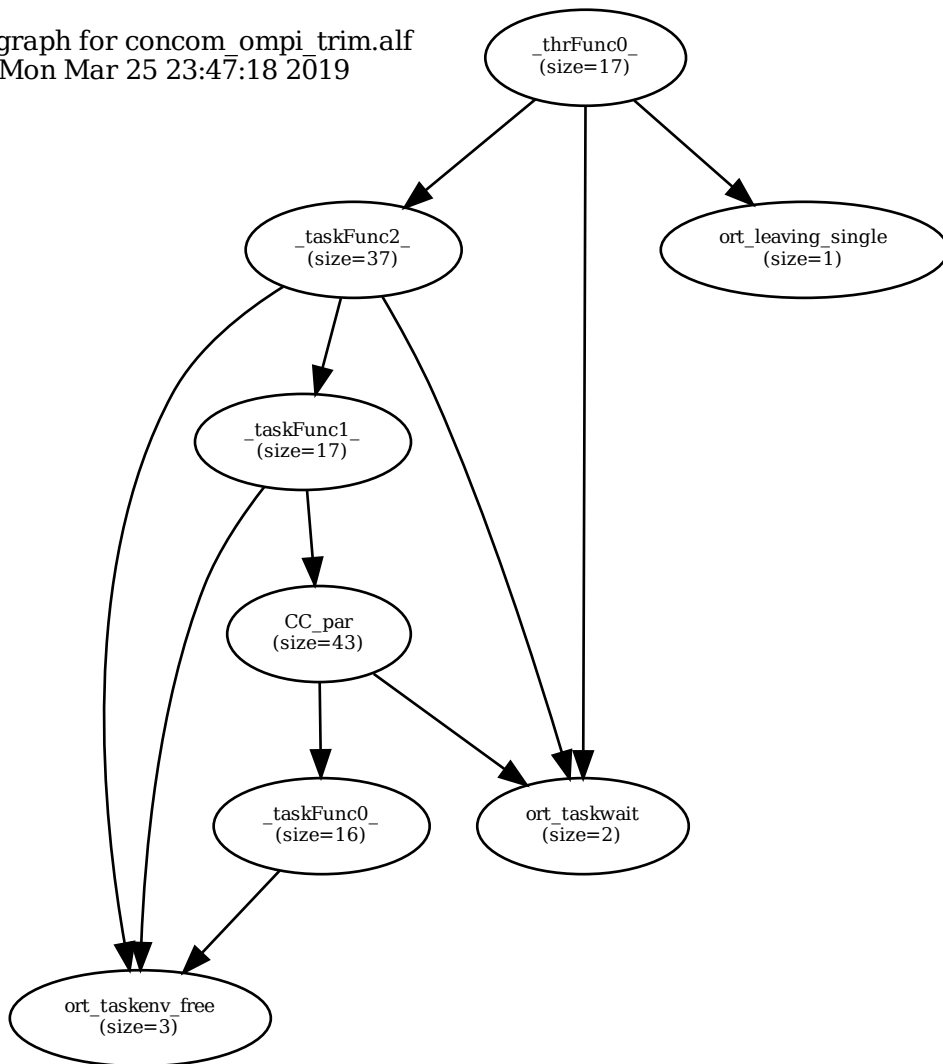 graph for concom_ompi_trim.alf
Mon Mar 25 23:47:18 2019
_thrFunc0_
(size=17)
_taskFunc2_
(size=37)
ort_leaving_single
(size=1)
_taskFunc1_
(size=17)
CC_par
(size=43)
_taskFunc0_
(size=16)
ort_taskwait
(size=2)
ort_taskenv_free
(size=3)